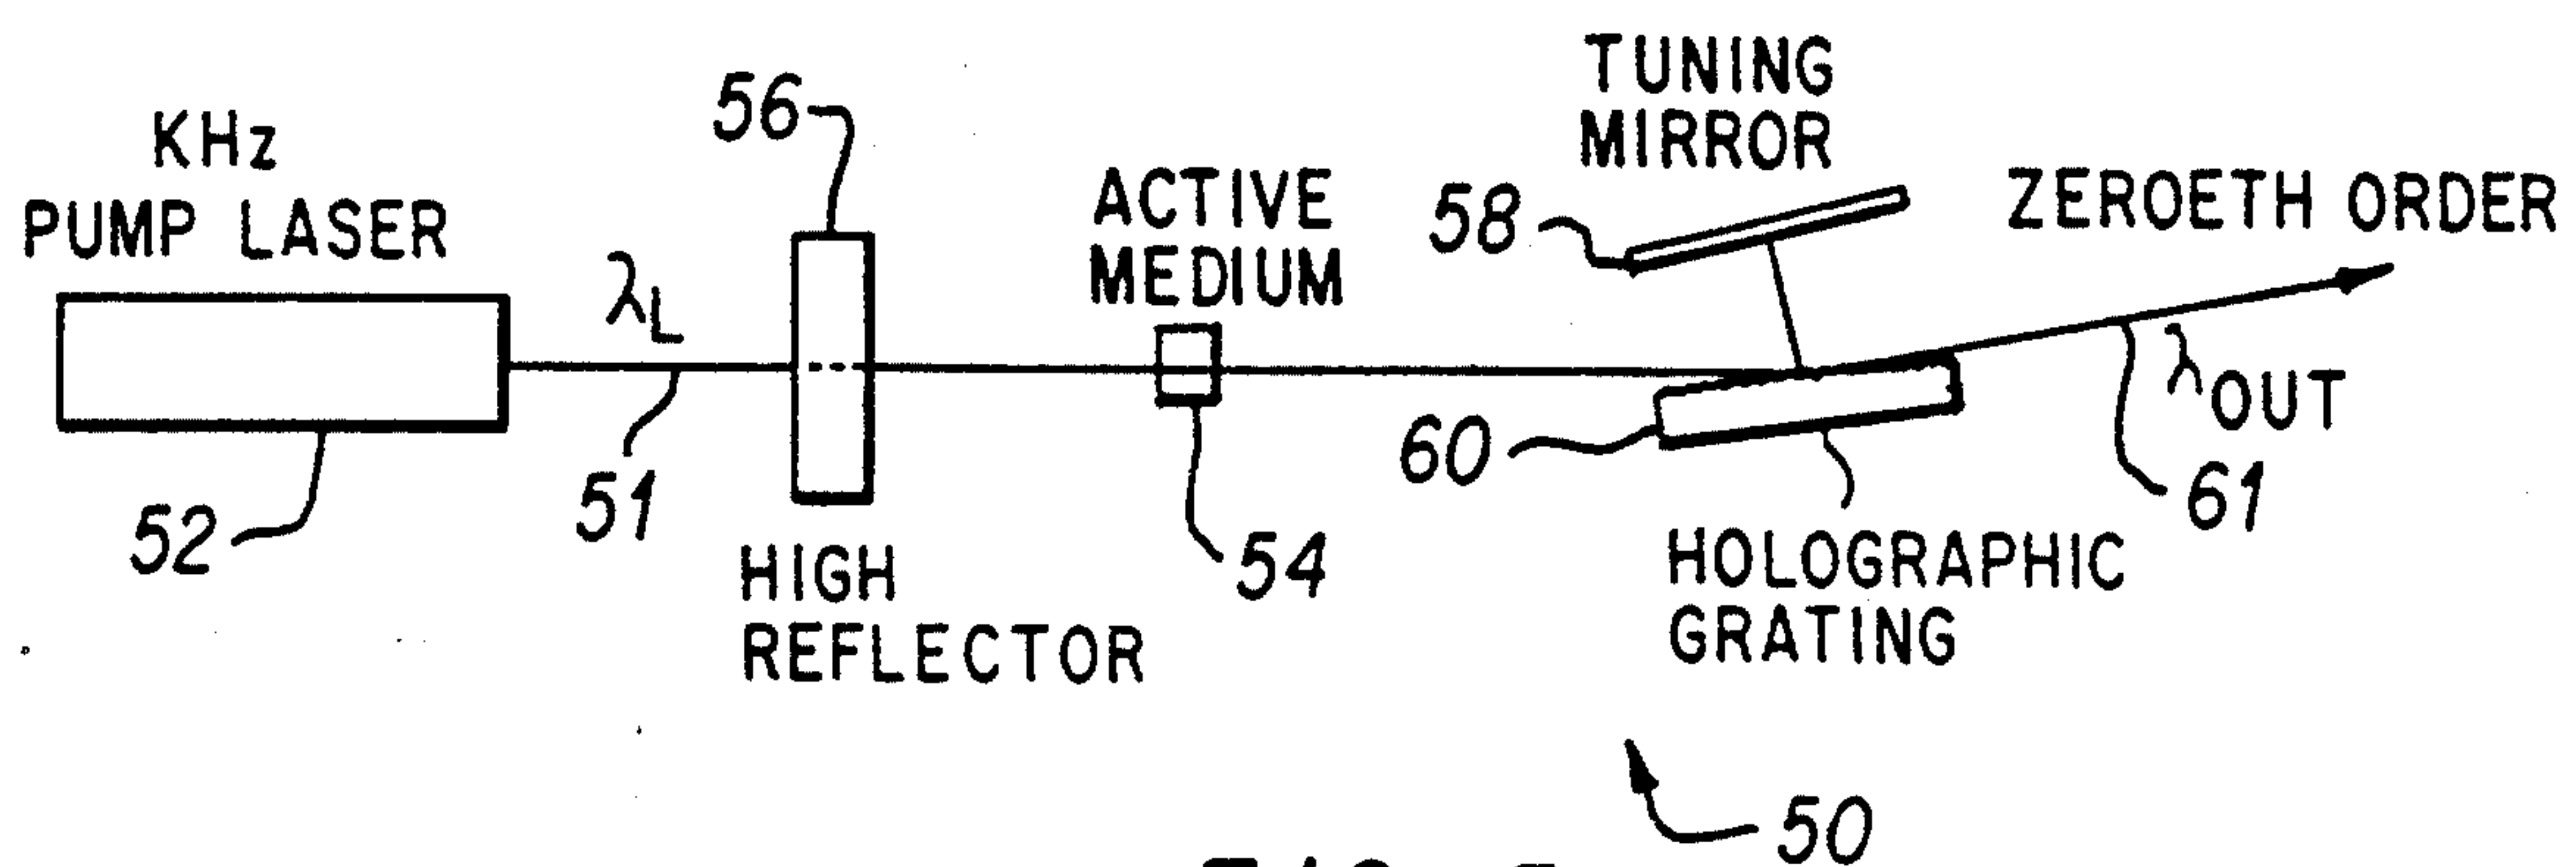 KHz
PUMP LASER
λL
56
ACTIVE
MEDIUM
TUNING
MIRROR
58
ZEROETH ORDER
λOUT
52
51
HIGH
REFLECTOR
54
60
HOLOGRAPHIC
GRATING
61
50